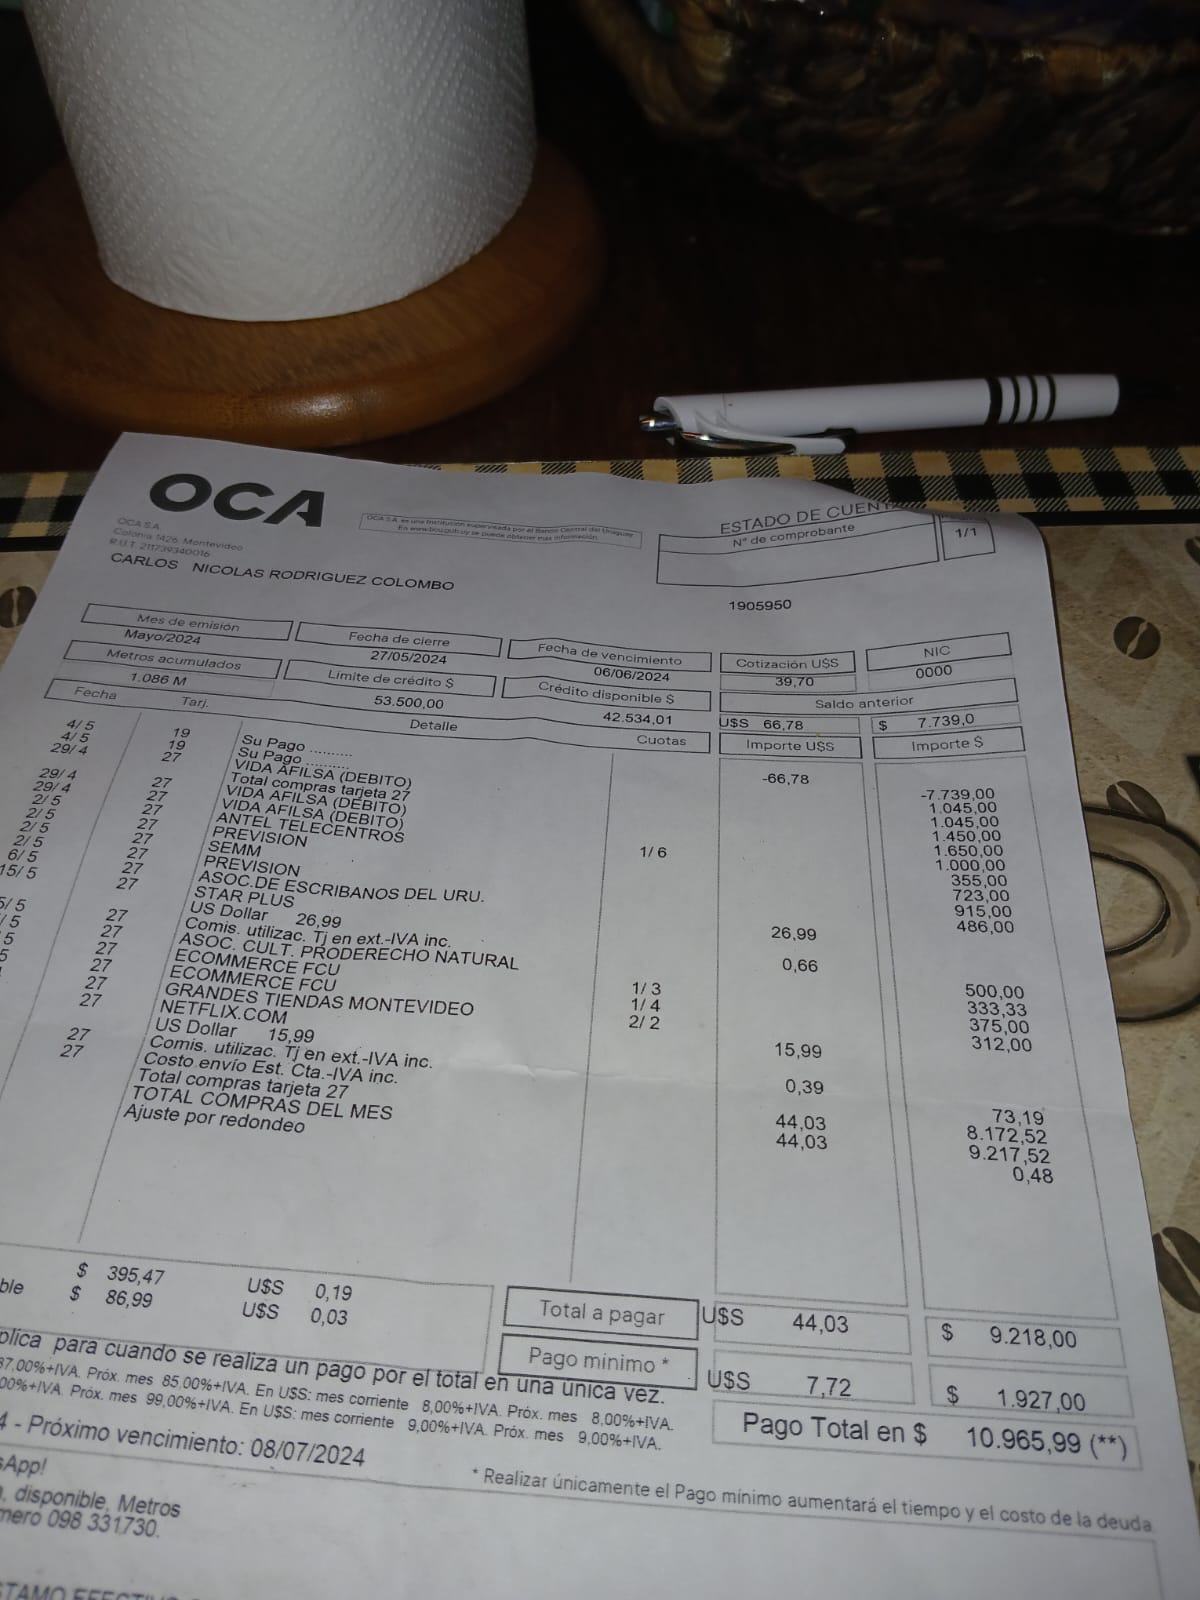 OCA
OCA S.A.
Colonia 1426. Montevideo
R.U.T. 211739340016
OCA S.A. es una institución supervisada por el Banco Central del Uruguay
En www.bcu.gub.uy se puede obtener más información.
ESTADO DE CUENTA
N° de comprobante
1/1
CARLOS NICOLAS RODRIGUEZ COLOMBO
1905950
Mes de emisión Fecha de cierre Fecha de vencimiento Cotización U$S NIC
Mayo/2024 27/05/2024 06/06/2024 39,70 0000
Metros acumulados Límite de crédito $ Crédito disponible $ Saldo anterior
1.086 M 53.500,00 42.534,01 U$S 66,78 $ 7.739,0
Fecha Tarj. Detalle Cuotas Importe U$S Importe $
4/ 5 19 Su Pago .......... -66,78
4/ 5 19 Su Pago .......... -7.739,00
29/ 4 27 VIDA AFILSA (DEBITO) 1.045,00
Total compras tarjeta 27 1.045,00
29/ 4 27 VIDA AFILSA (DEBITO) 1.450,00
29/ 4 27 VIDA AFILSA (DEBITO) 1.650,00
2/ 5 27 ANTEL TELECENTROS 1/ 6 1.000,00
2/ 5 27 PREVISION 355,00
2/ 5 27 SEMM 723,00
2/ 5 27 PREVISION 915,00
6/ 5 27 ASOC.DE ESCRIBANOS DEL URU. 486,00
15/ 5 27 STAR PLUS 26,99
US Dollar 26,99
5/ 5 27 Comis. utilizac. Tj en ext.-IVA inc. 0,66
/ 5 27 ASOC. CULT. PRODERECHO NATURAL 500,00
5 27 ECOMMERCE FCU 1/ 3 333,33
5 27 ECOMMERCE FCU 1/ 4 375,00
27 GRANDES TIENDAS MONTEVIDEO 2/ 2 312,00
27 NETFLIX.COM 15,99
US Dollar 15,99
27 Comis. utilizac. Tj en ext.-IVA inc. 0,39
27 Costo envío Est. Cta.-IVA inc. 73,19
Total compras tarjeta 27 44,03 8.172,52
TOTAL COMPRAS DEL MES 44,03 9.217,52
Ajuste por redondeo 0,48
$ 395,47 U$S 0,19
ble $ 86,99 U$S 0,03
Total a pagar U$S 44,03 $ 9.218,00
Pago mínimo * U$S 7,72 $ 1.927,00
plica para cuando se realiza un pago por el total en una única vez.
87,00%+IVA. Próx. mes 85,00%+IVA. En U$S: mes corriente 8,00%+IVA. Próx. mes 8,00%+IVA.
00%+IVA. Próx. mes 99,00%+IVA. En U$S: mes corriente 9,00%+IVA. Próx. mes 9,00%+IVA.
Pago Total en $ 10.965,99 (**)
4 - Próximo vencimiento: 08/07/2024
* Realizar únicamente el Pago mínimo aumentará el tiempo y el costo de la deuda
sApp!
, disponible, Metros
mero 098 331730.